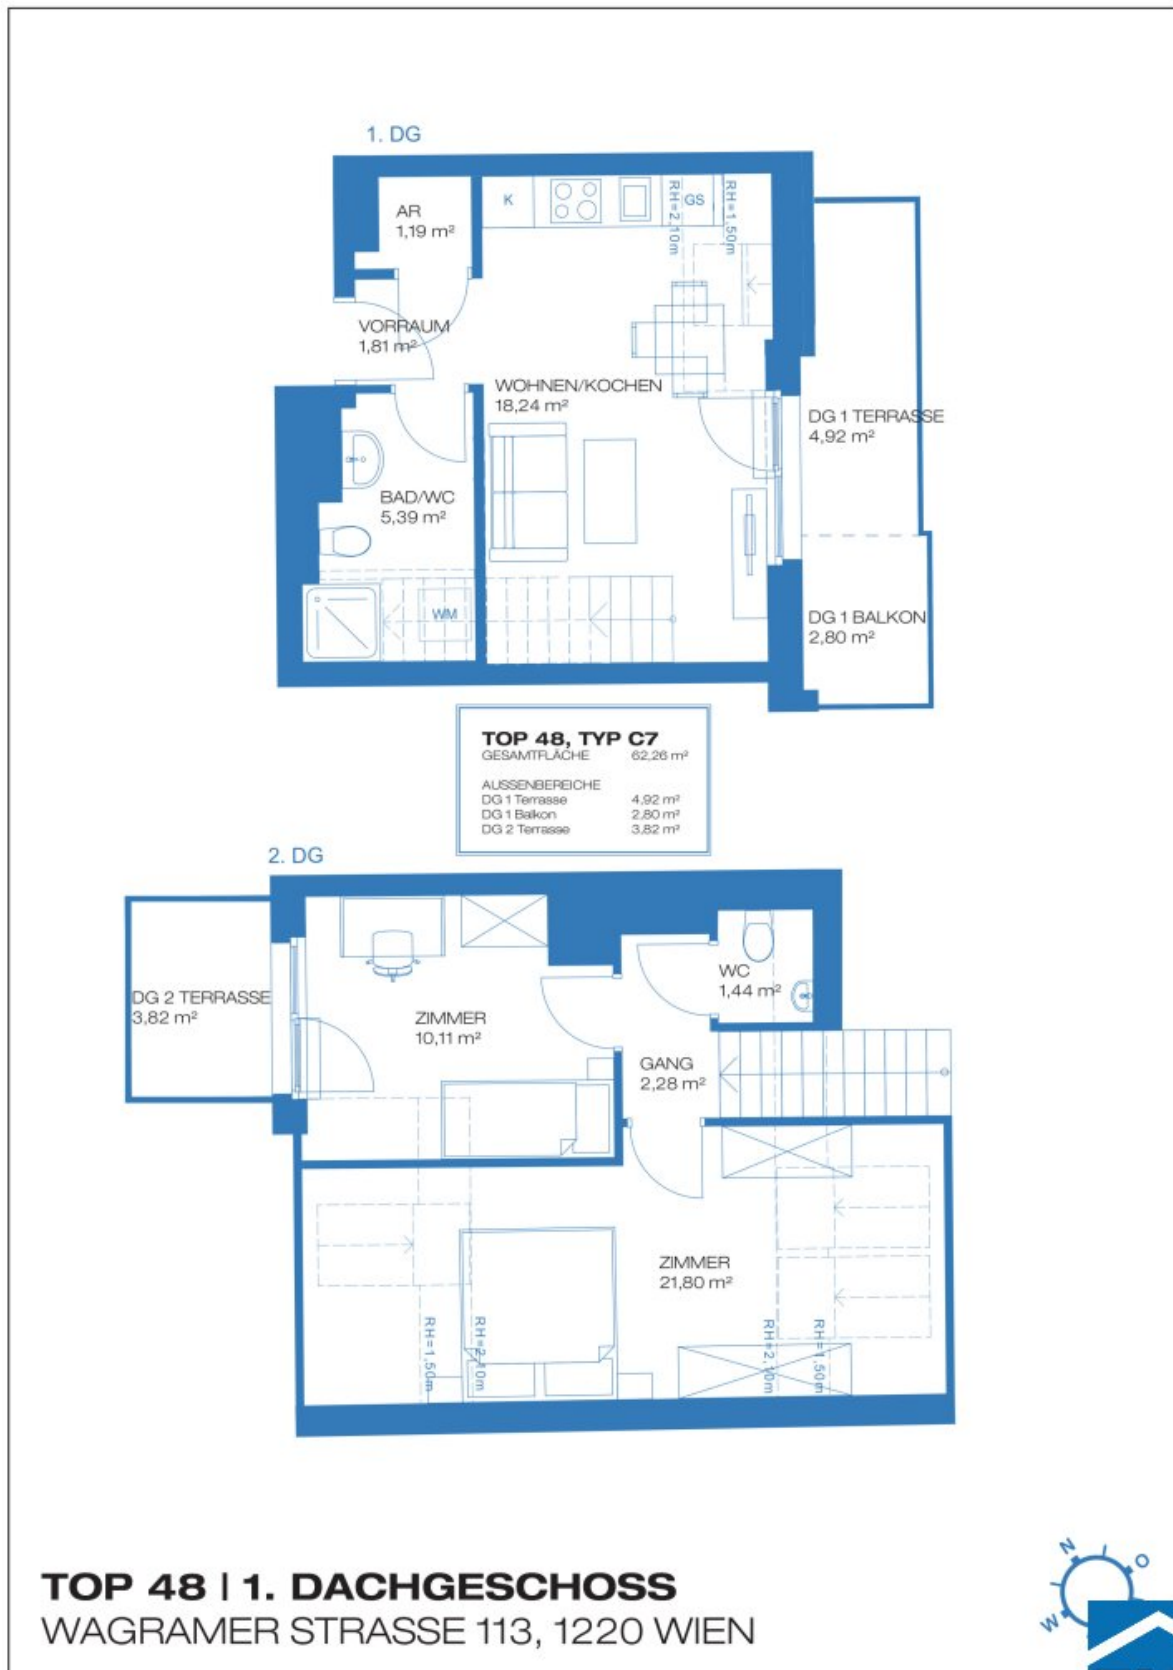 1. DG
AR
1,19 m²
K
GS
RH=2,10m
RH=1,50m
VORRAUM
1,81 m²
WOHNEN/KOCHEN
18,24 m²
DG 1 TERRASSE
4,92 m²
BAD/WC
5,39 m²
WM
DG 1 BALKON
2,80 m²
TOP 48, TYP C7
GESAMTFLÄCHE 62,26 m²
AUSSENBEREICHE
DG 1 Terrasse 4,92 m²
DG 1 Balkon 2,80 m²
DG 2 Terrasse 3,82 m²
2. DG
DG 2 TERRASSE
3,82 m²
ZIMMER
10,11 m²
WC
1,44 m²
GANG
2,28 m²
ZIMMER
21,80 m²
RH=1,50m
RH=2,10m
RH=2,10m
RH=1,50m
TOP 48 | 1. DACHGESCHOSS
WAGRAMER STRASSE 113, 1220 WIEN
N
O
W